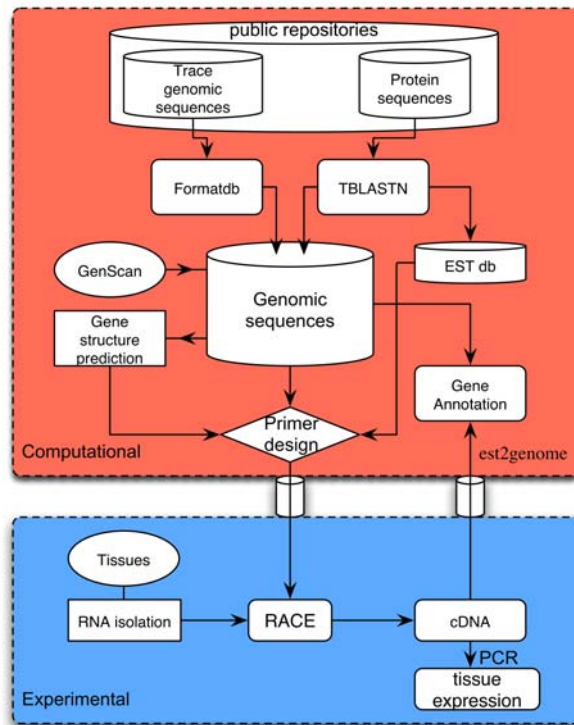 public repositories
Trace
genomic
sequences
Protein
sequences
Formatdb
TBLASTN
GenScan
EST db
Genomic
sequences
Gene
structure
prediction
Gene
Annotation
Primer
design
Computational
est2genome
Tissues
RNA isolation
RACE
cDNA
PCR
tissue
expression
Experimental